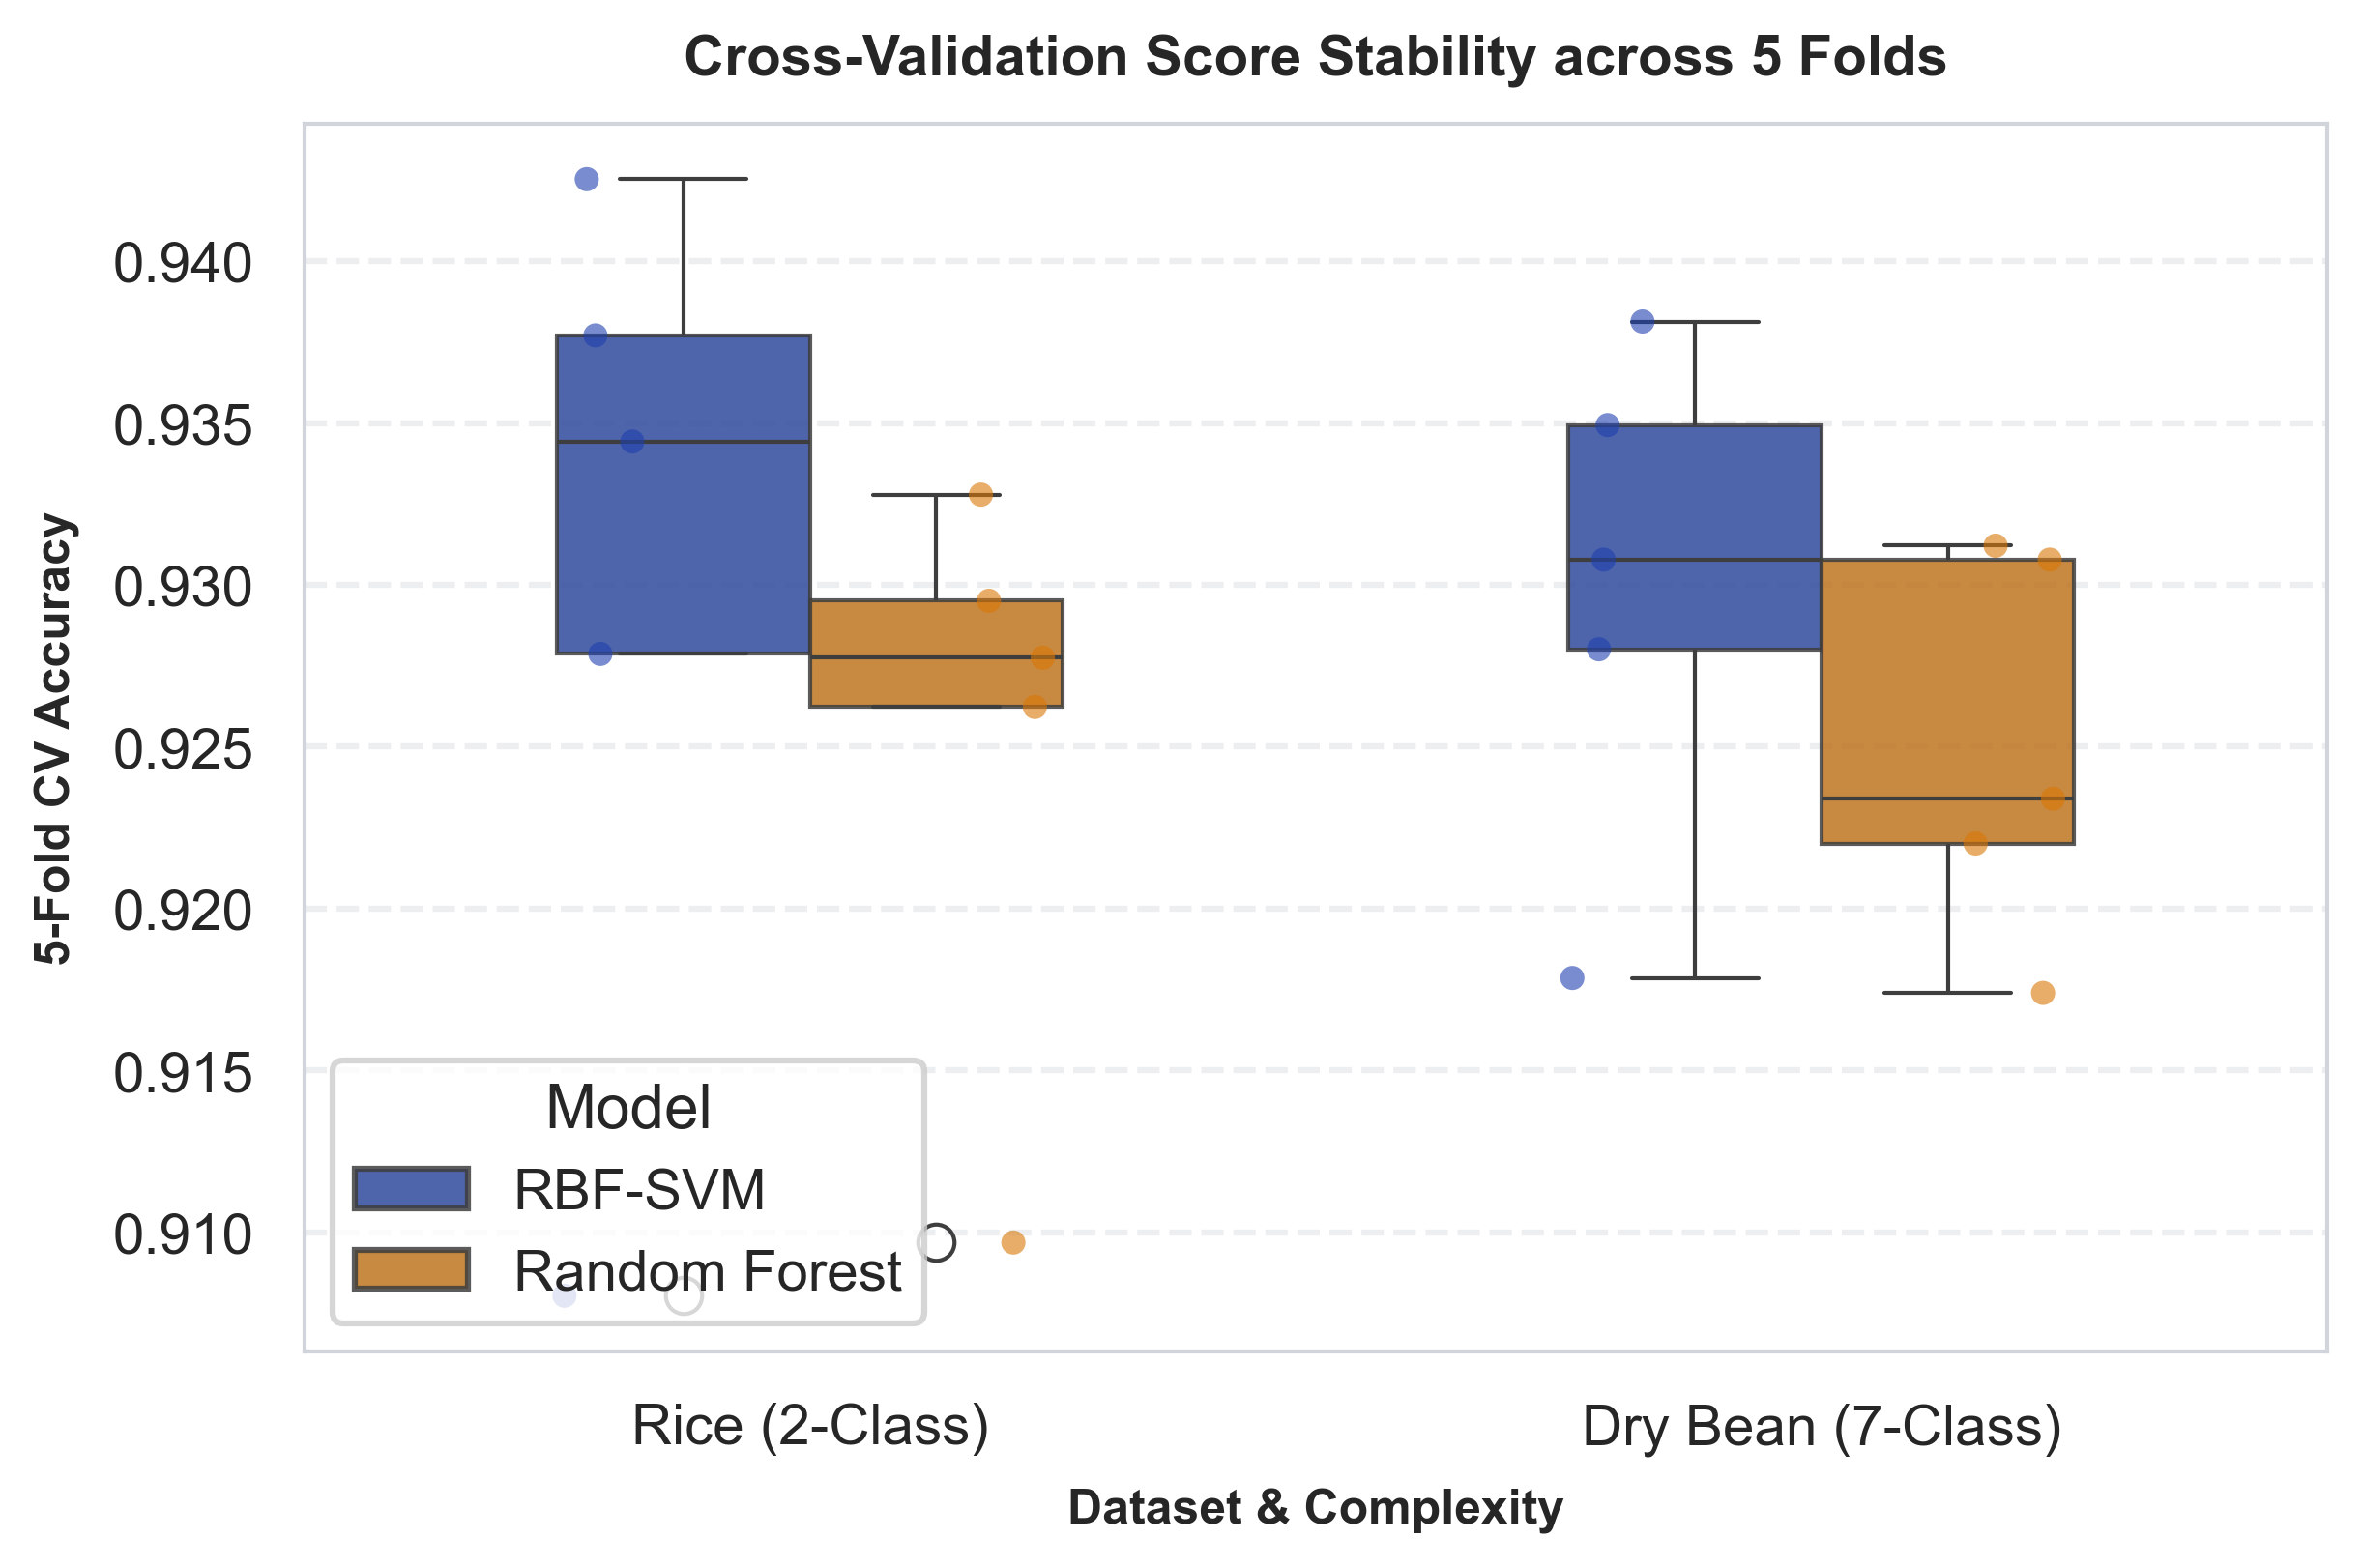 Cross-Validation Score Stability across 5 Folds
0.940
0.935
0.930
0.925
0.920
0.915
0.910
5-Fold CV Accuracy
Model
RBF-SVM
Random Forest
Rice (2-Class)
Dry Bean (7-Class)
Dataset & Complexity